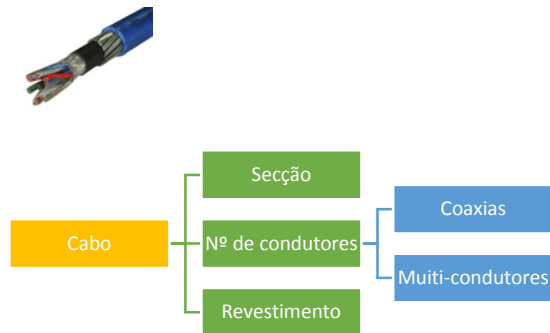 Secção
Coaxias
Cabo
Nº de condutores
Muiti-condutores
Revestimento